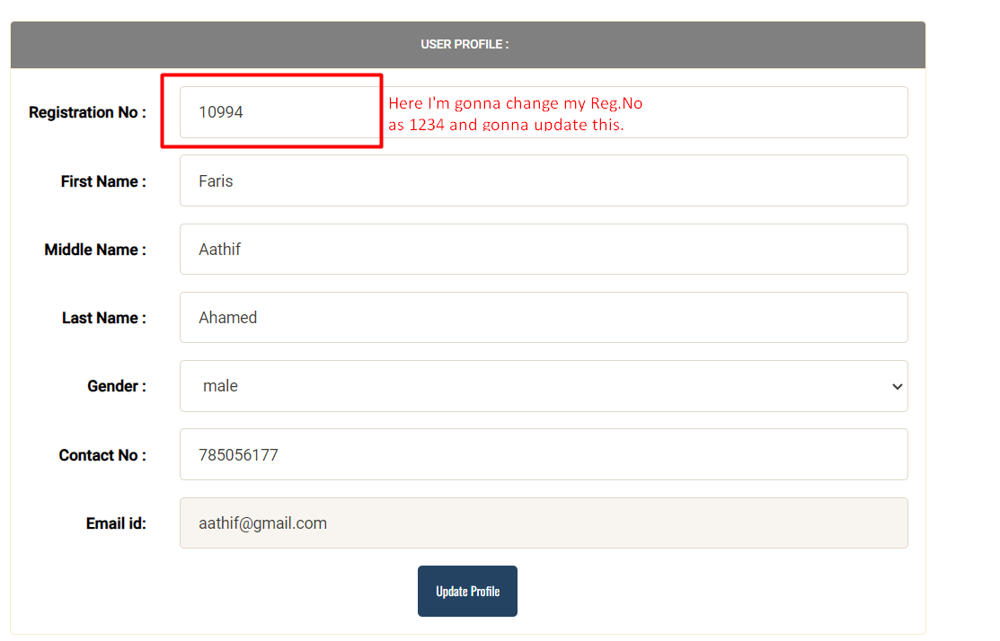 USER PROFILE :
Registration No :
10994
Here I'm gonna change my Reg.No
as 1234 and gonna update this.
First Name :
Faris
Middle Name :
Aathif
Last Name :
Ahamed
Gender :
male
Contact No :
785056177
Email id:
aathif@gmail.com
Update Profile